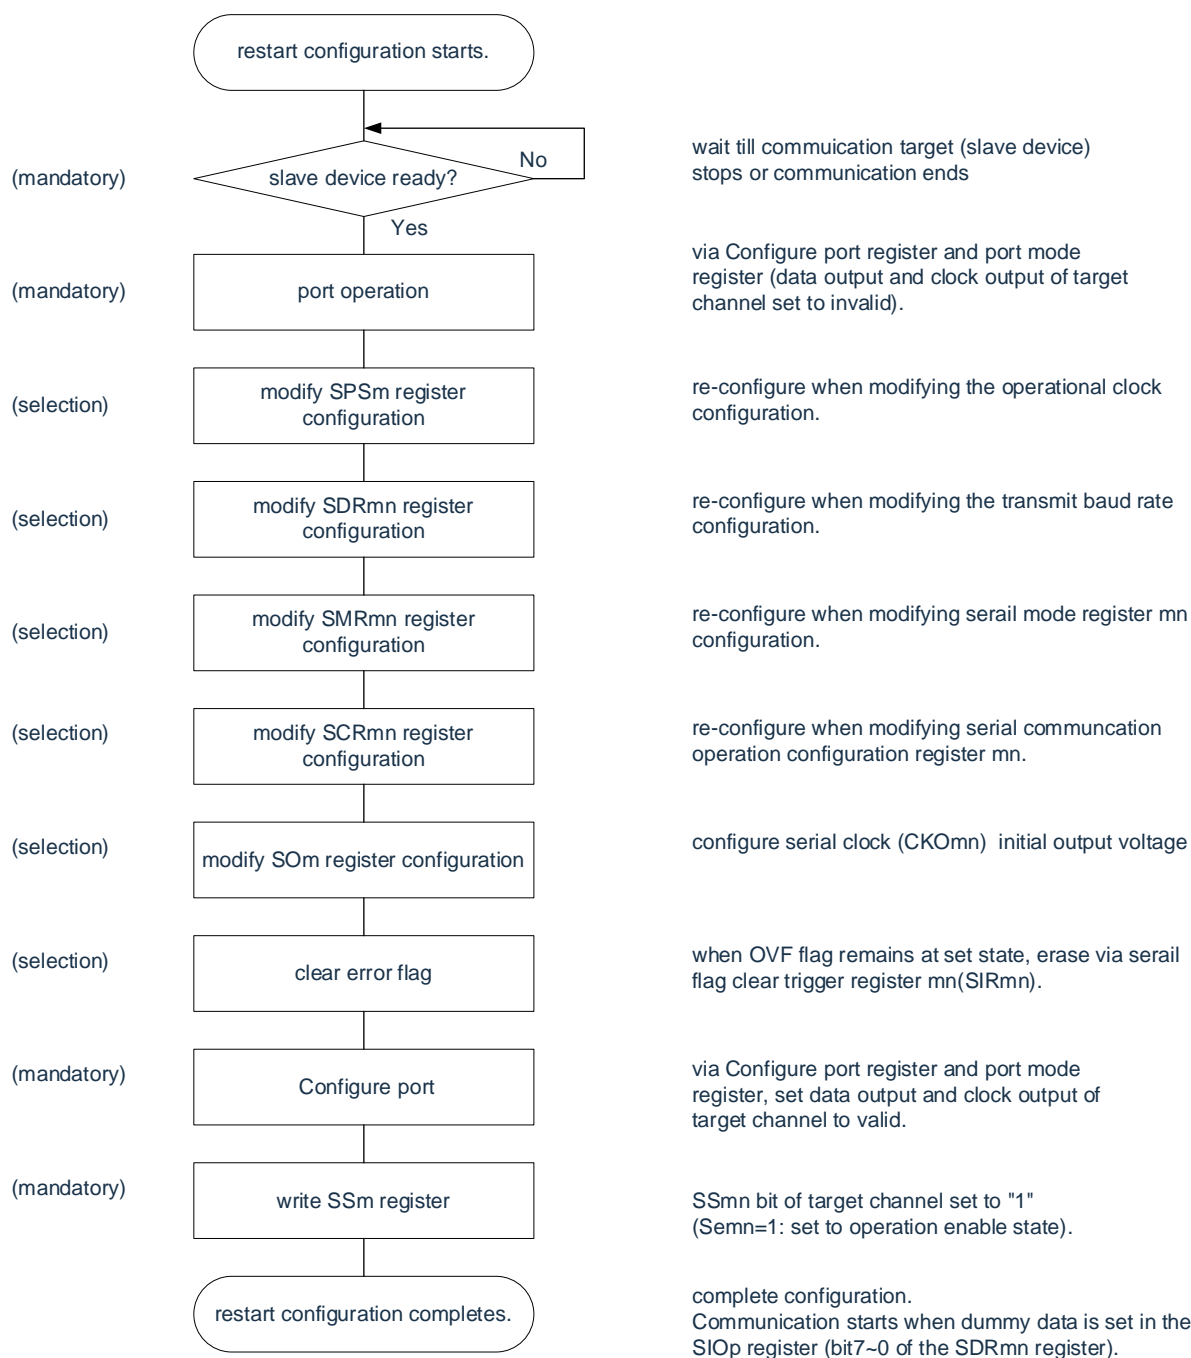 restart configuration starts.
No
wait till commuication target (slave device)
stops or communication ends
(mandatory)
slave device ready?
Yes
via Configure port register and port mode
register (data output and clock output of target
channel set to invalid).
(mandatory)
port operation
(selection)
modify SPSm register
configuration
re-configure when modifying the operational clock
configuration.
(selection)
modify SDRmn register
configuration
re-configure when modifying the transmit baud rate
configuration.
(selection)
modify SMRmn register
configuration
re-configure when modifying serail mode register mn
configuration.
(selection)
modify SCRmn register
configuration
re-configure when modifying serial communcation
operation configuration register mn.
(selection)
modify SOm register configuration
configure serial clock (CKOmn) initial output voltage
(selection)
clear error flag
when OVF flag remains at set state, erase via serail
flag clear trigger register mn(SIRmn).
(mandatory)
Configure port
via Configure port register and port mode
register, set data output and clock output of
target channel to valid.
(mandatory)
write SSm register
SSmn bit of target channel set to "1"
(Semn=1: set to operation enable state).
restart configuration completes.
complete configuration.
Communication starts when dummy data is set in the
SIOp register (bit7~0 of the SDRmn register).